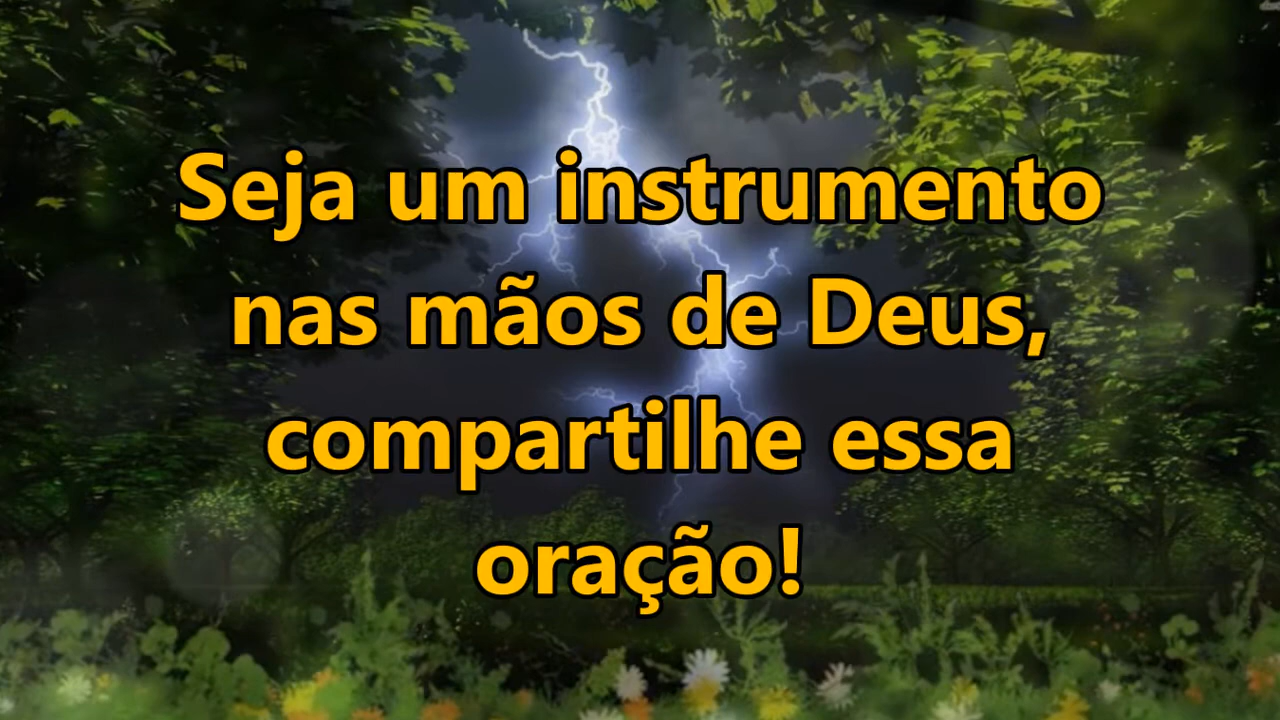 Seja um instrumento
nas mãos de Deus,
compartilhe essa
oração!